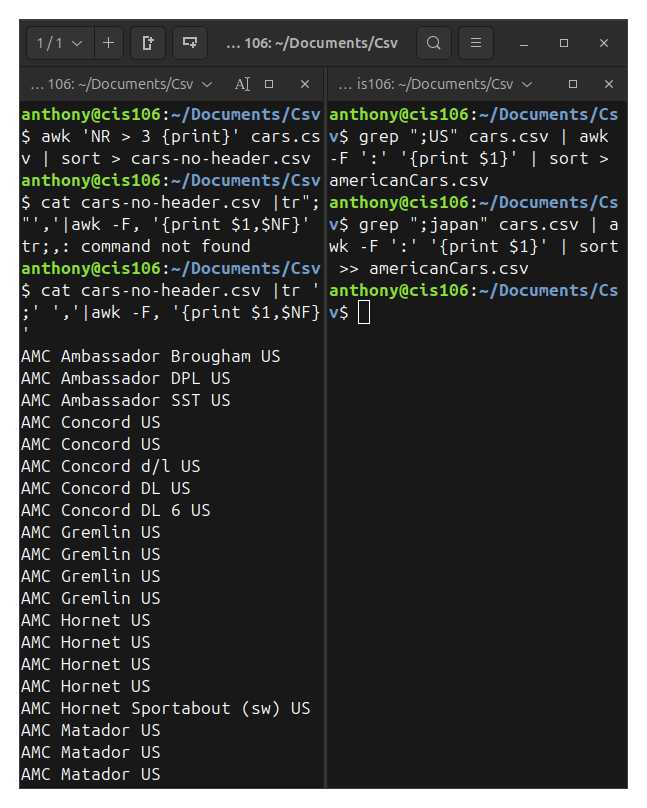 1 / 1
… 106: ~/Documents/Csv
… 106: ~/Documents/Csv
anthony@cis106:~/Documents/Csv
$ awk 'NR > 3 {print}' cars.cs
v | sort > cars-no-header.csv
anthony@cis106:~/Documents/Csv
$ cat cars-no-header.csv |tr";
"','|awk -F, '{print $1,$NF}'
tr;,: command not found
anthony@cis106:~/Documents/Csv
$ cat cars-no-header.csv |tr '
;' ','|awk -F, '{print $1,$NF}
'
AMC Ambassador Brougham US
AMC Ambassador DPL US
AMC Ambassador SST US
AMC Concord US
AMC Concord US
AMC Concord d/l US
AMC Concord DL US
AMC Concord DL 6 US
AMC Gremlin US
AMC Gremlin US
AMC Gremlin US
AMC Gremlin US
AMC Hornet US
AMC Hornet US
AMC Hornet US
AMC Hornet US
AMC Hornet Sportabout (sw) US
AMC Matador US
AMC Matador US
AMC Matador US
… is106: ~/Documents/Csv
anthony@cis106:~/Documents/Cs
v$ grep ";US" cars.csv | awk
-F ':' '{print $1}' | sort >
americanCars.csv
anthony@cis106:~/Documents/Cs
v$ grep ";japan" cars.csv | a
wk -F ':' '{print $1}' | sort
>> americanCars.csv
anthony@cis106:~/Documents/Cs
v$